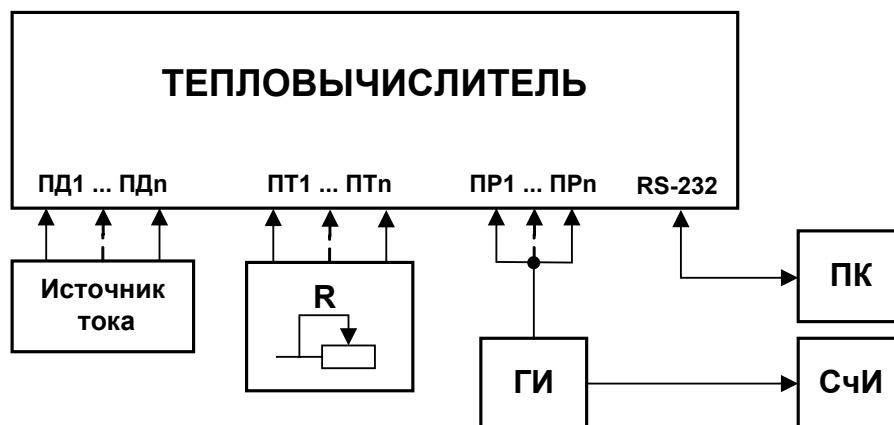 ТЕПЛОВЫЧИСЛИТЕЛЬ
ПД1 ... ПДn ПТ1 ... ПТn ПР1 ... ПРn RS-232
Источник
тока
R
ПК
ГИ
СчИ